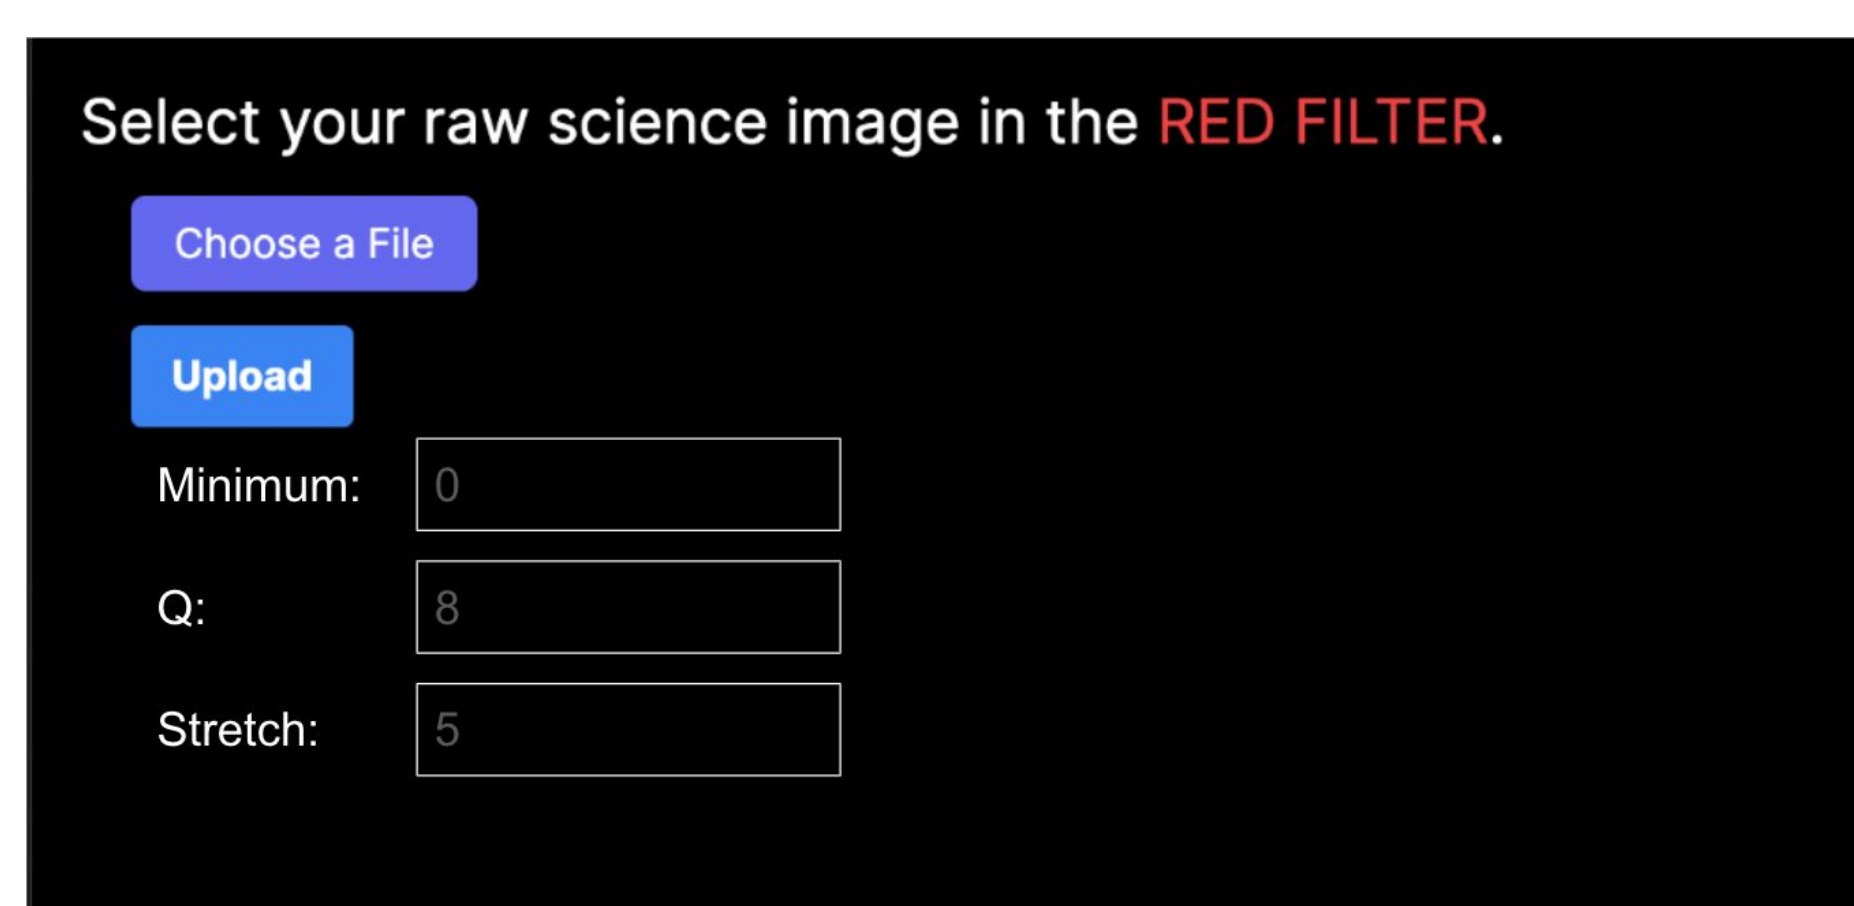 Select your raw science image in the RED FILTER.
Choose a File
Upload
Minimum: 0
Q: 8
Stretch: 5